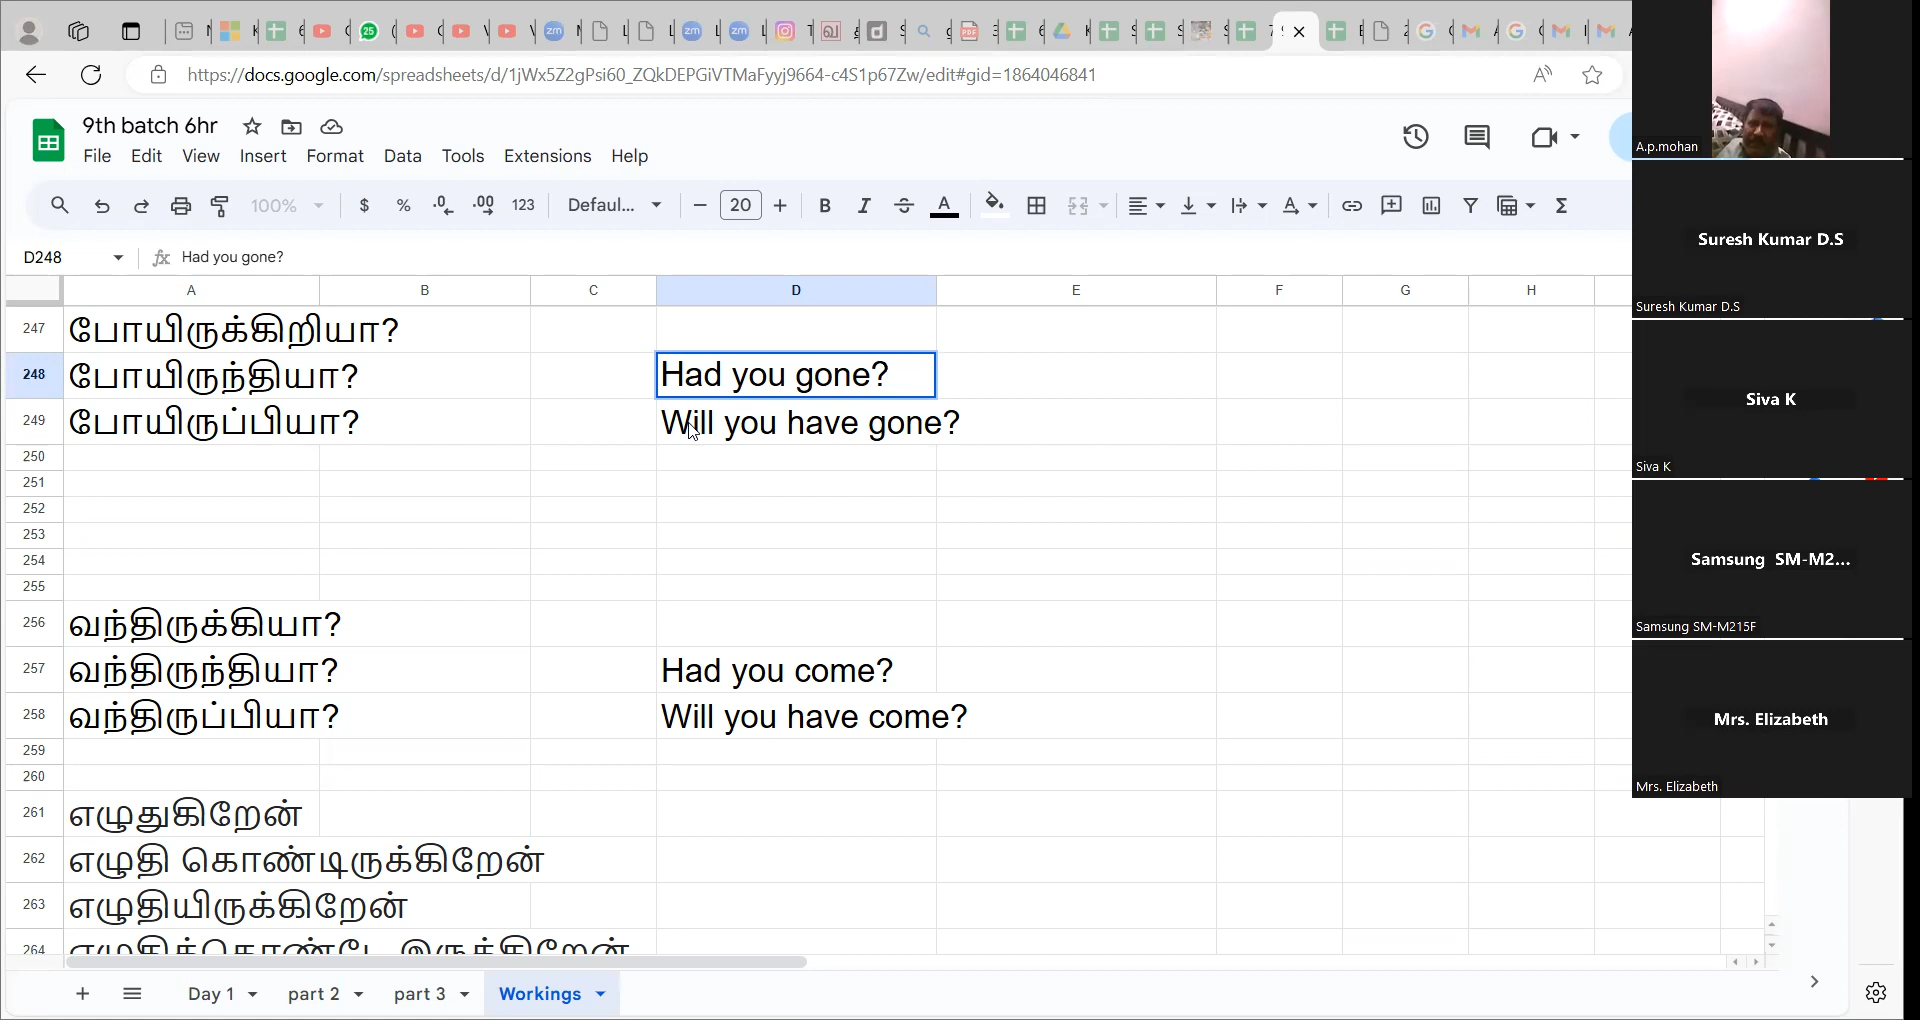 https://docs.google.com/spreadsheets/d/1jWx5Z2gPsi60_ZQkDEPGiVTMaFyyj9664-c4S1p67Zw/edit#gid=1864046841
9th batch 6hr
File Edit View Insert Format Data Tools Extensions Help
100% $ % .0 .00 123 Defaul... 20 B I S A
D248 fx Had you gone?
A B C D E F G H
247 போயிருக்கிறியா?
248 போயிருந்தியா? Had you gone?
249 போயிருப்பியா? Will you have gone?
250
251
252
253
254
255
256 வந்திருக்கியா?
257 வந்திருந்தியா? Had you come?
258 வந்திருப்பியா? Will you have come?
259
260
261 எழுதுகிறேன்
262 எழுதி கொண்டிருக்கிறேன்
263 எழுதியிருக்கிறேன்
264 எழுதிக்கொண்டே இருக்கிறேன்
Day 1 part 2 part 3 Workings
A.p.mohan
Suresh Kumar D.S
Suresh Kumar D.S
Siva K
Siva K
Samsung SM-M2...
Samsung SM-M215F
Mrs. Elizabeth
Mrs. Elizabeth